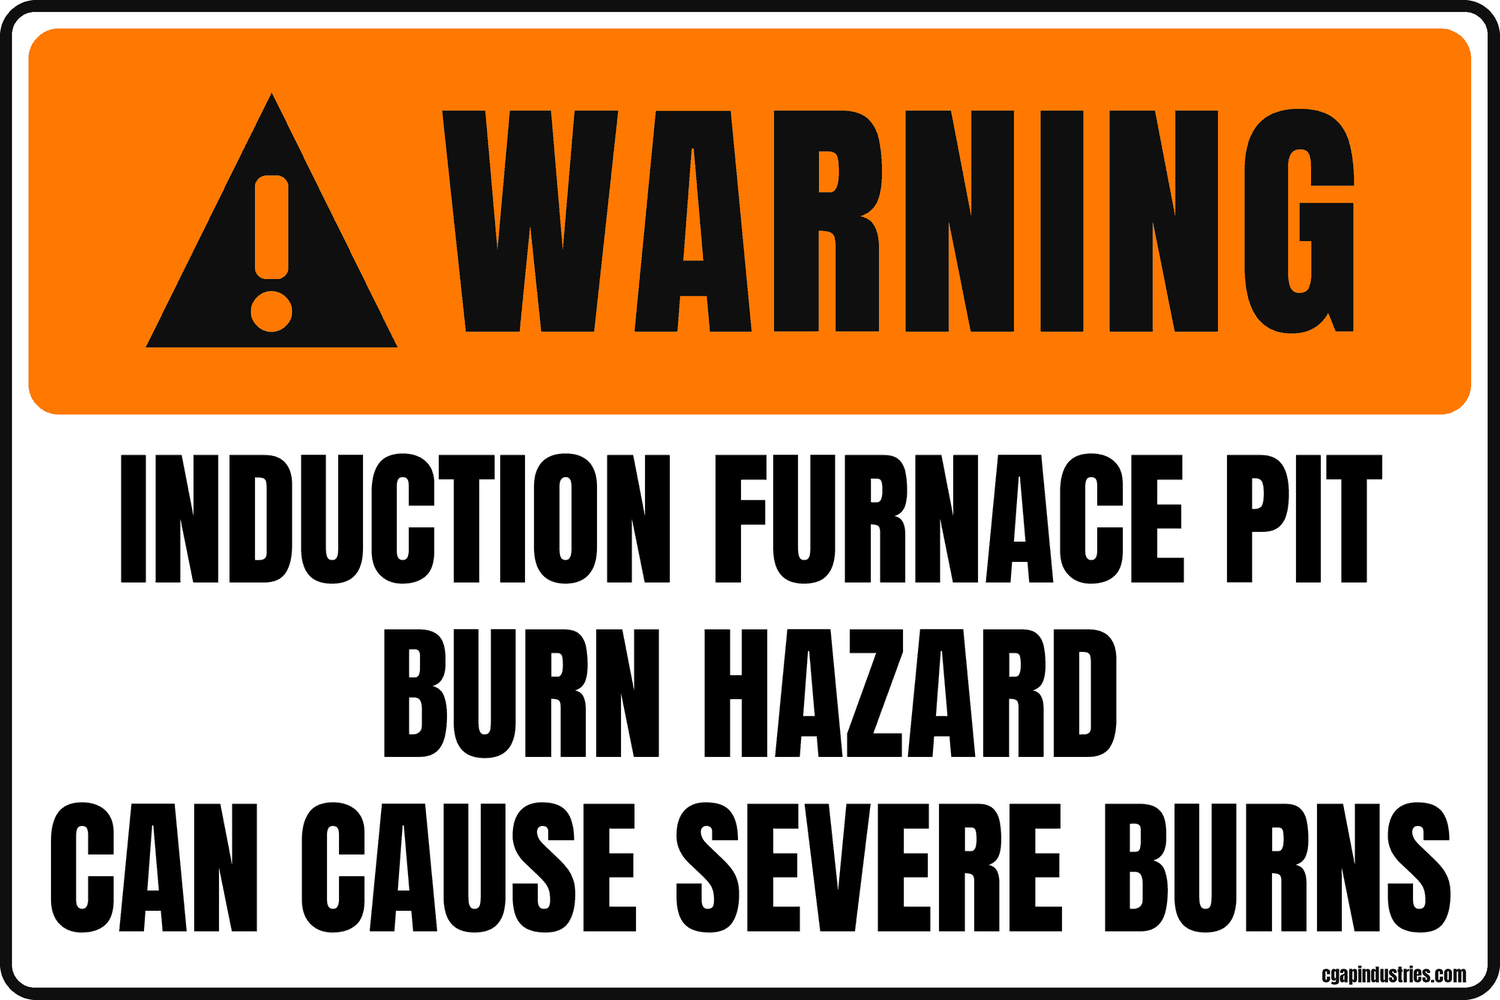 WARNING
INDUCTION FURNACE PIT
BURN HAZARD
CAN CAUSE SEVERE BURNS
cgapindustries.com